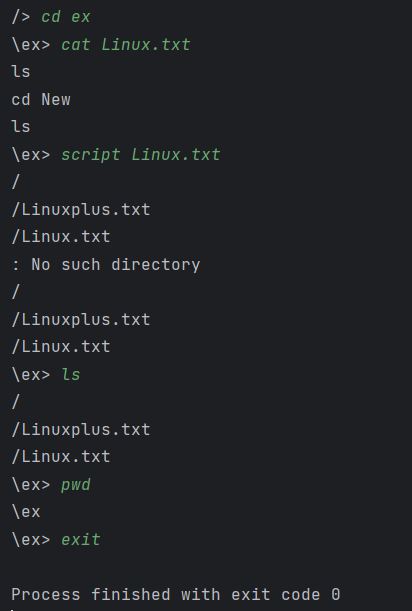 /> cd ex
\ex> cat Linux.txt
ls
cd New
ls
\ex> script Linux.txt
/
/Linuxplus.txt
/Linux.txt
: No such directory
/
/Linuxplus.txt
/Linux.txt
\ex> ls
/
/Linuxplus.txt
/Linux.txt
\ex> pwd
\ex
\ex> exit
Process finished with exit code 0